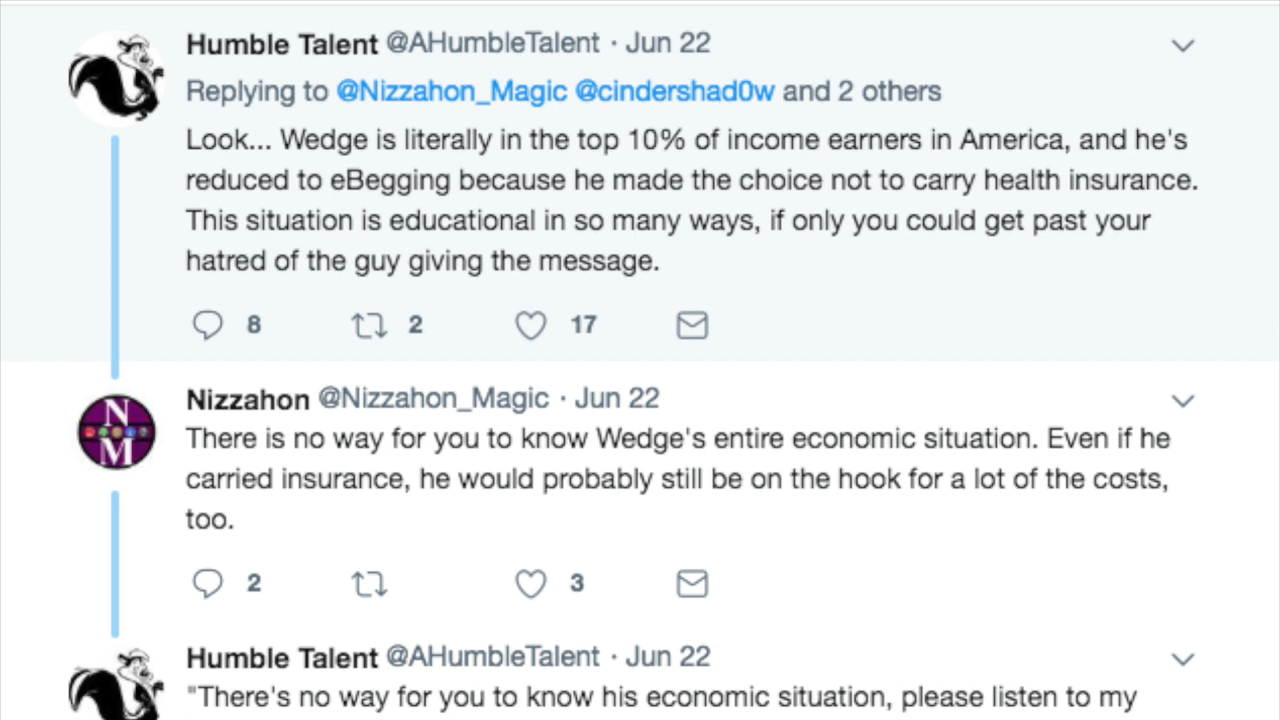 Humble Talent @AHumbleTalent · Jun 22
Replying to @Nizzahon_Magic @cindershad0w and 2 others
Look... Wedge is literally in the top 10% of income earners in America, and he's
reduced to eBegging because he made the choice not to carry health insurance.
This situation is educational in so many ways, if only you could get past your
hatred of the guy giving the message.
8 2 17
NM
Nizzahon @Nizzahon_Magic · Jun 22
There is no way for you to know Wedge's entire economic situation. Even if he
carried insurance, he would probably still be on the hook for a lot of the costs,
too.
2 3
Humble Talent @AHumbleTalent · Jun 22
"There's no way for you to know his economic situation, please listen to my